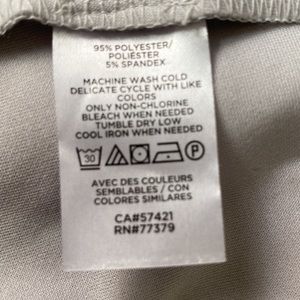 95% POLYESTER/
POLIÉSTER
5% SPANDEX
MACHINE WASH COLD
DELICATE CYCLE WITH LIKE
COLORS
ONLY NON-CHLORINE
BLEACH WHEN NEEDED
TUMBLE DRY LOW
COOL IRON WHEN NEEDED
30 P
AVEC DES COULEURS
SEMBLABLES / CON
COLORES SIMILARES
CA#57421
RN#77379